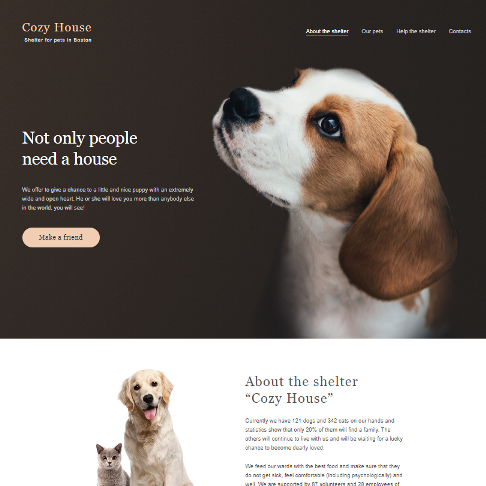 Cozy House
Shelter for pets in Boston
About the shelter
Our pets
Help the shelter
Contacts
Not only people
need a house
We offer to give a chance to a little and nice puppy with an extremely
wide and open heart. He or she will love you more than anybody else
in the world, you will see!
Make a friend
About the shelter
“Cozy House”
Currently we have 121 dogs and 342 cats on our hands and
statistics show that only 20% of them will find a family. The
others will continue to live with us and will be waiting for a lucky
chance to become dearly loved.
We feed our wards with the best food and make sure that they
do not get sick, feel comfortable (including psychologically) and
well. We are supported by 87 volunteers and 28 employees of